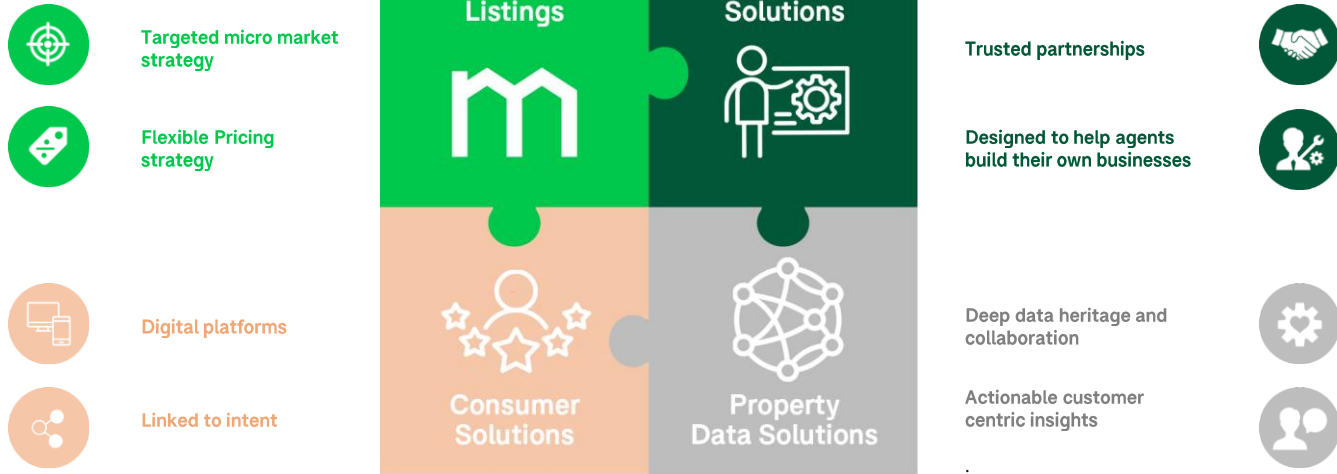 Listings
Solutions
Targeted micro market
strategy
Flexible Pricing
strategy
Trusted partnerships
Designed to help agents
build their own businesses
Digital platforms
Linked to intent
Consumer
Solutions
Property
Data Solutions
Deep data heritage and
collaboration
Actionable customer
centric insights